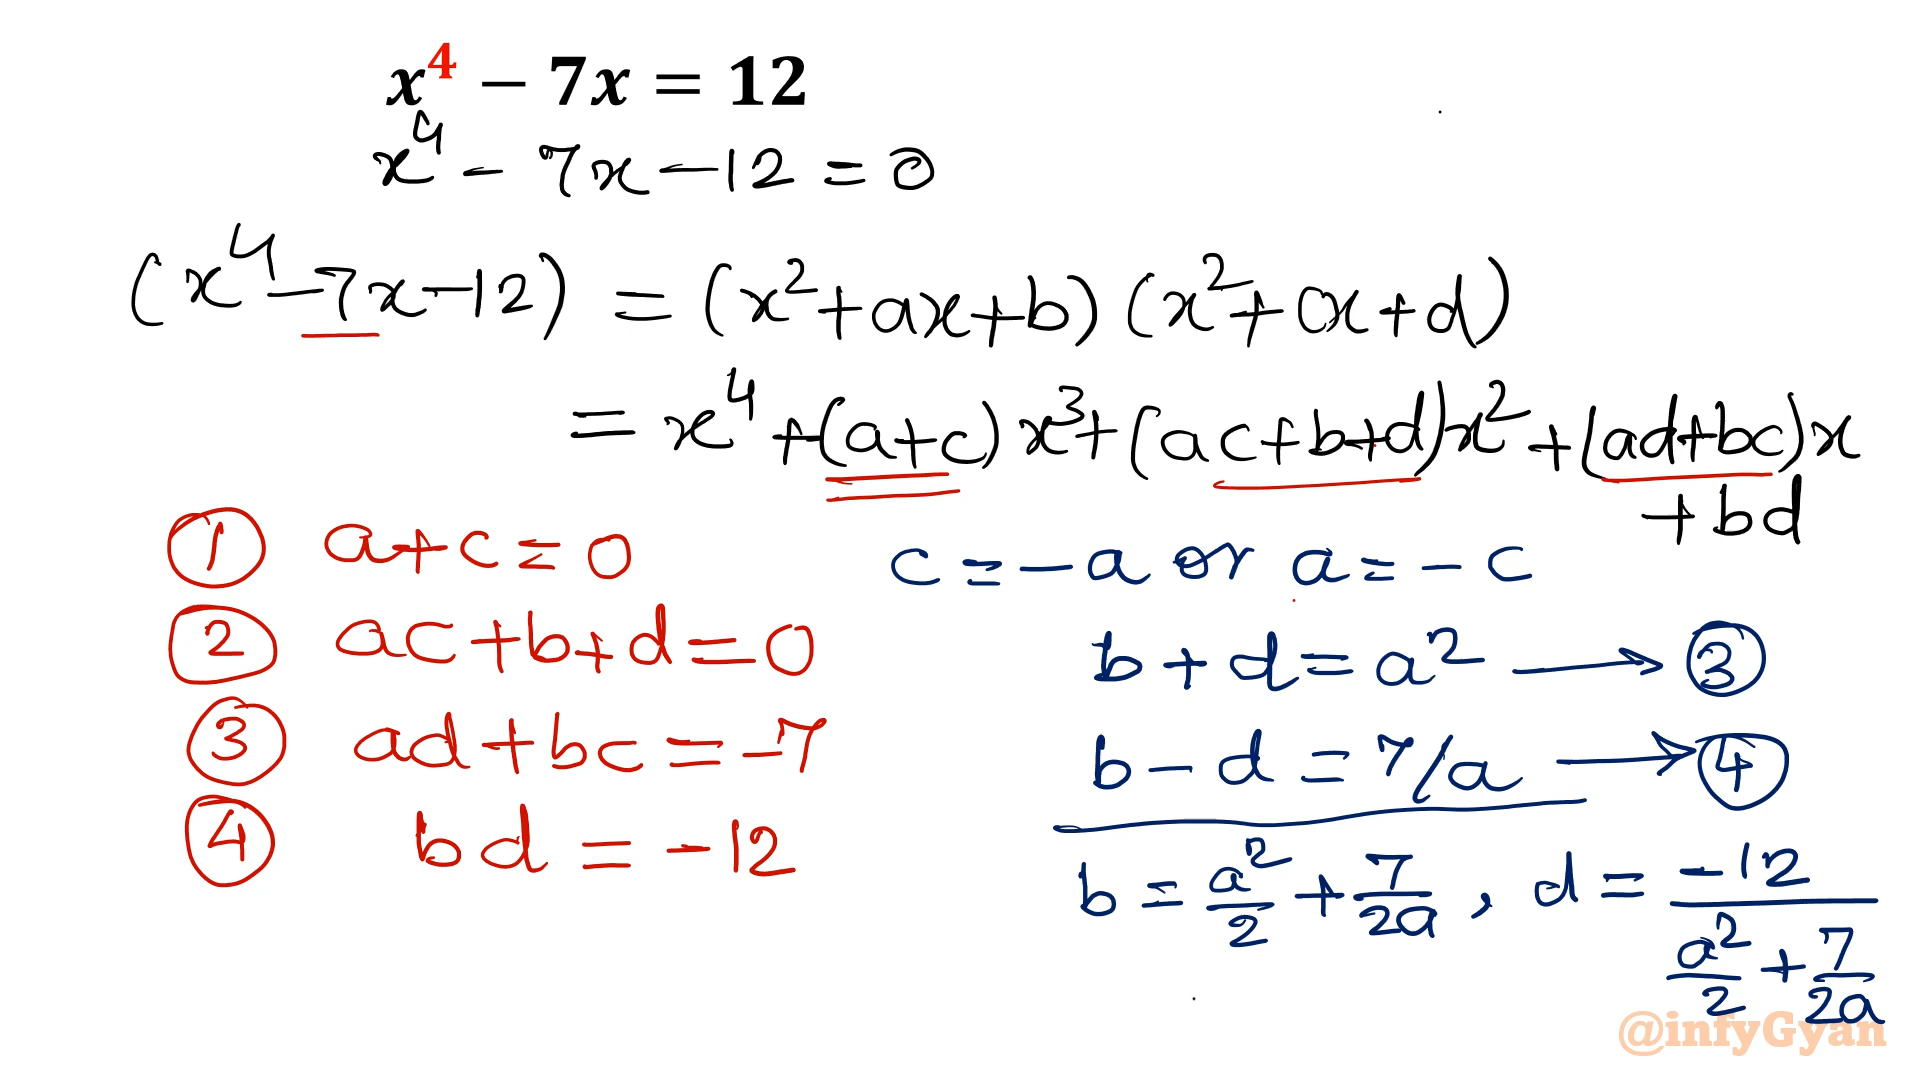 x⁴ − 7x = 12
x⁴ − 7x − 12 = 0
(x⁴ − 7x − 12) = (x² + ax + b) (x² + cx + d)
= x⁴ + (a+c) x³ + (ac+b+d)x² + (ad+bc)x
+ bd
① a+c = 0
c = −a or a = −c
② ac+b+d = 0
b + d = a² → ③
③ ad+bc = −7
b − d = 7/a → ④
④ bd = −12
b = a²/2 + 7/2a , d = −12/(a²/2 + 7/2a)
@infyGyan